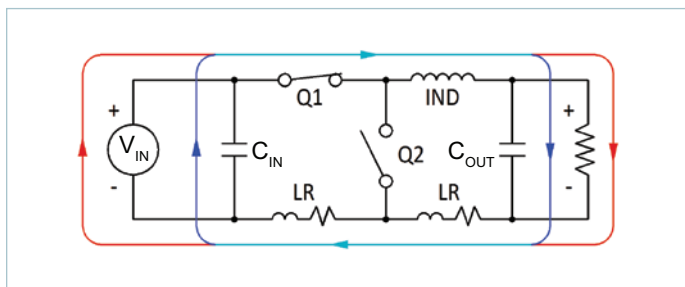 Q1
IND
+
+
VIN
CIN
Q2
COUT
-
-
LR
LR